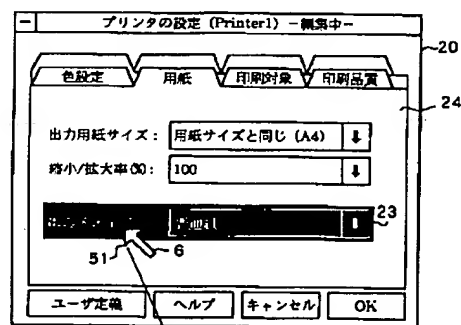 プリンタの設定 (Printer1) －編集中－
20
色設定 用紙 印刷対象 印刷品質
24
出力用紙サイズ： 用紙サイズと同じ (A4)
縮小/拡大率(%)： 100
普通紙
23
51 6
ユーザ定義 ヘルプ キャンセル OK